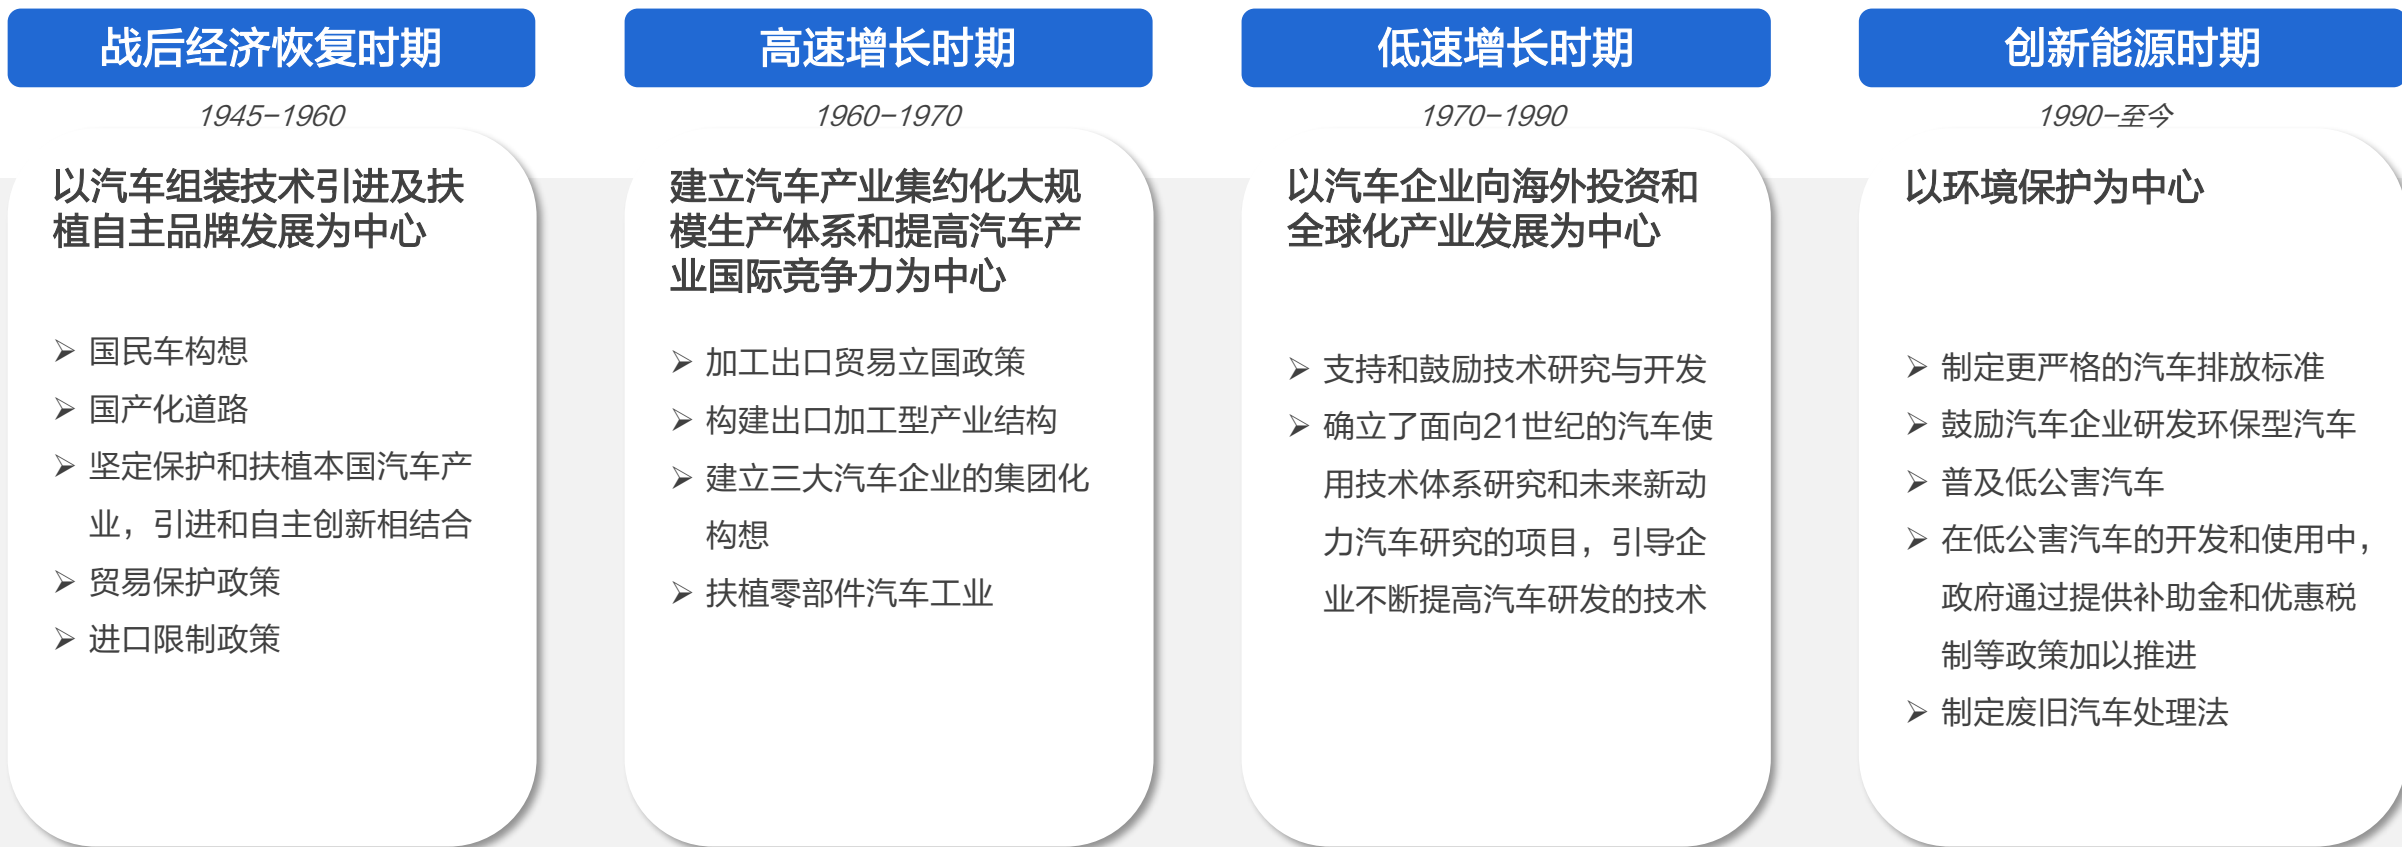 战后经济恢复时期
1945-1960
以汽车组装技术引进及扶
植自主品牌发展为中心
国民车构想
国产化道路
坚定保护和扶植本国汽车产
业，引进和自主创新相结合
贸易保护政策
进口限制政策
高速增长时期
1960-1970
建立汽车产业集约化大规
模生产体系和提高汽车产
业国际竞争力为中心
加工出口贸易立国政策
构建出口加工型产业结构
建立三大汽车企业的集团化
构想
扶植零部件汽车工业
低速增长时期
1970-1990
以汽车企业向海外投资和
全球化产业发展为中心
支持和鼓励技术研究与开发
确立了面向21世纪的汽车使
用技术体系研究和未来新动
力汽车研究的项目，引导企
业不断提高汽车研发的技术
创新能源时期
1990-至今
以环境保护为中心
制定更严格的汽车排放标准
鼓励汽车企业研发环保型汽车
普及低公害汽车
在低公害汽车的开发和使用中，
政府通过提供补助金和优惠税
制等政策加以推进
制定废旧汽车处理法